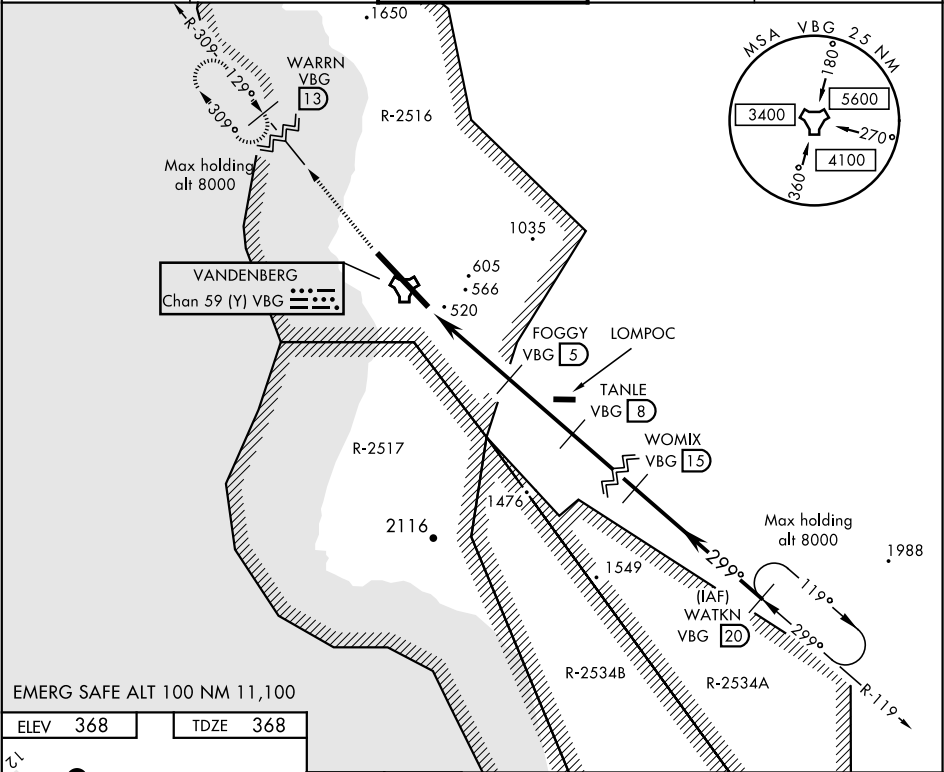 R-309
1650
MSA VBG 25 NM
180°
5600
3400
270°
4100
360°
WARRN
VBG 13
129°
309°
R-2516
Max holding
alt 8000
1035
605
566
520
VANDENBERG
Chan 59 (Y) VBG
FOGGY
VBG 5
LOMPOC
TANLE
VBG 8
WOMIX
VBG 15
R-2517
1476
2116
Max holding
alt 8000
1988
1549
299°
119°
(IAF)
WATKN
VBG 20
299°
R-2534B
R-2534A
R-119
EMERG SAFE ALT 100 NM 11,100
ELEV 368
TDZE 368
12